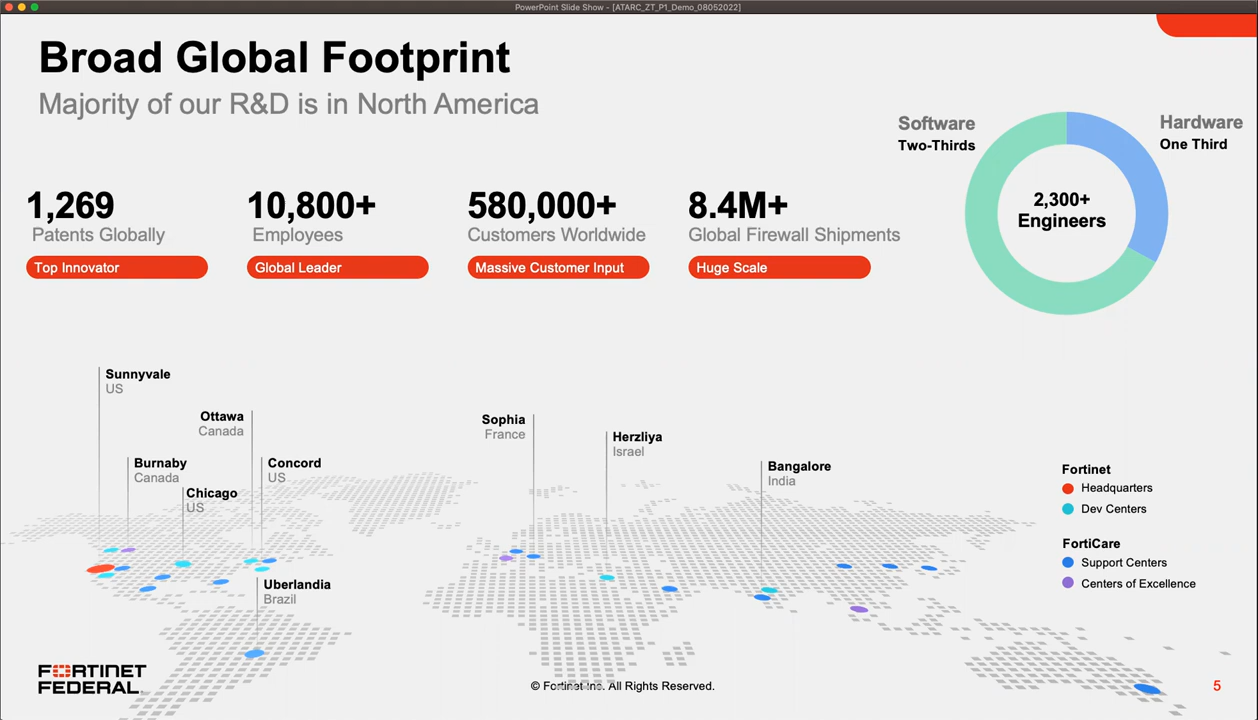 PowerPoint Slide Show - [ATARC_ZT_P1_Demo_08052022]
Broad Global Footprint
Majority of our R&D is in North America
Software
Two-Thirds
Hardware
One Third
2,300+
Engineers
1,269
Patents Globally
Top Innovator
10,800+
Employees
Global Leader
580,000+
Customers Worldwide
Massive Customer Input
8.4M+
Global Firewall Shipments
Huge Scale
Sunnyvale
US
Ottawa
Canada
Burnaby
Canada
Concord
US
Chicago
US
Uberlandia
Brazil
Sophia
France
Herzliya
Israel
Bangalore
India
Fortinet
Headquarters
Dev Centers
FortiCare
Support Centers
Centers of Excellence
FORTINET
FEDERAL
© Fortinet Inc. All Rights Reserved.
5